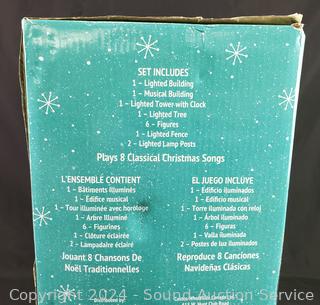 SET INCLUDES
1 – Lighted Building
1 – Musical Building
1 – Lighted Tower with Clock
1 – Lighted Tree
6 – Figures
1 – Lighted Fence
2 – Lighted Lamp Posts
Plays 8 Classical Christmas Songs
L'ENSEMBLE CONTIENT
1 – Bâtiments illuminés
1 – Édifice musical
1 – Tour illuminée avec horologe
1 – Arbre Illuminé
6 – Figurines
1 – Clôture éclairée
2 – Lampadaire éclairé
Jouant 8 Chansons De
Noël Traditionnelles
EL JUEGO INCLUYE
1 – Edificio iluminados
1 – Edificio musical
1 – Torre iluminada con reloj
1 – Árbol iluminado
6 – Figuras
1 – Valla iluminada
2 – Postes de luz iluminados
Reproduce 8 Canciones
Navideñas Clásicas
Distributed by:
Copyright 2024 - Sound Auction Service